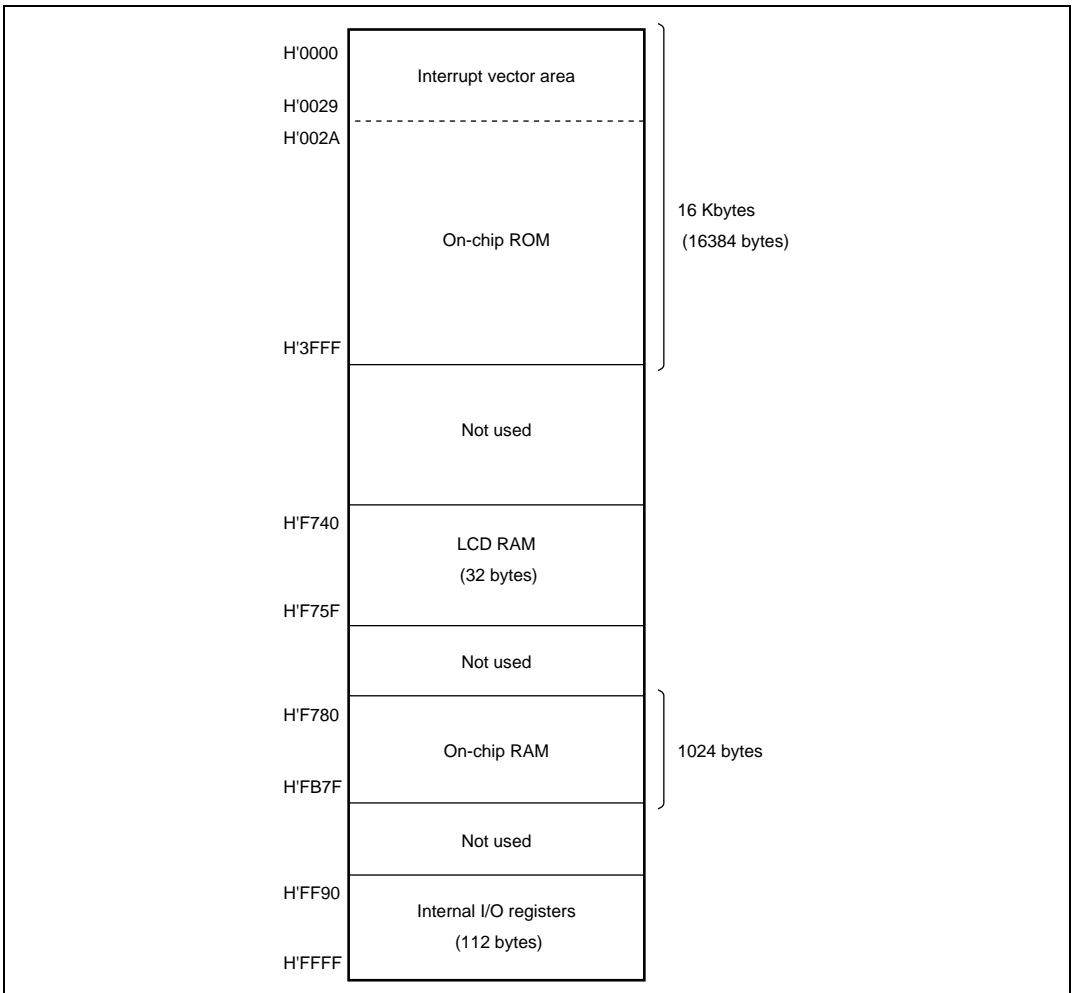 H'0000
Interrupt vector area
H'0029
H'002A
16 Kbytes
(16384 bytes)
On-chip ROM
H'3FFF
Not used
H'F740
LCD RAM
(32 bytes)
H'F75F
Not used
H'F780
On-chip RAM
1024 bytes
H'FB7F
Not used
H'FF90
Internal I/O registers
(112 bytes)
H'FFFF